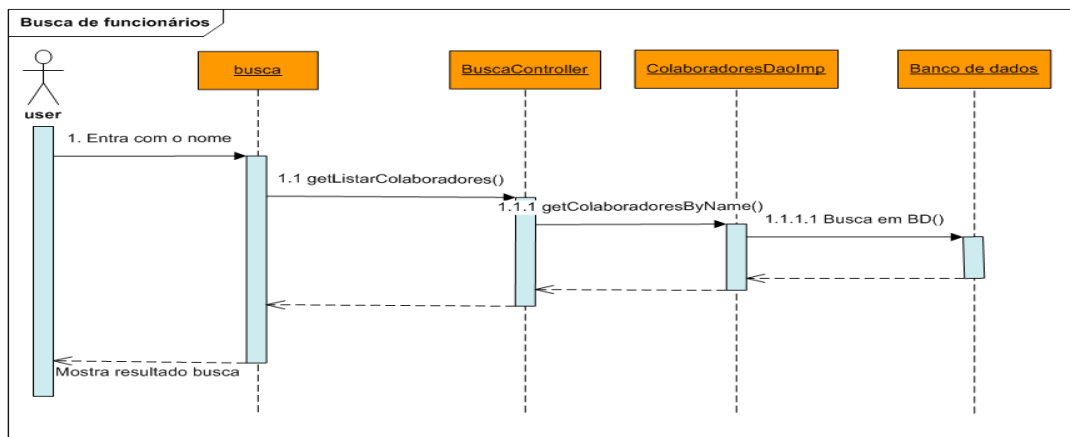 Busca de funcionários
user
busca
BuscaController
ColaboradoresDaoImp
Banco de dados
1. Entra com o nome
1.1 getListarColaboradores()
1.1.1 getColaboradoresByName()
1.1.1.1 Busca em BD()
Mostra resultado busca